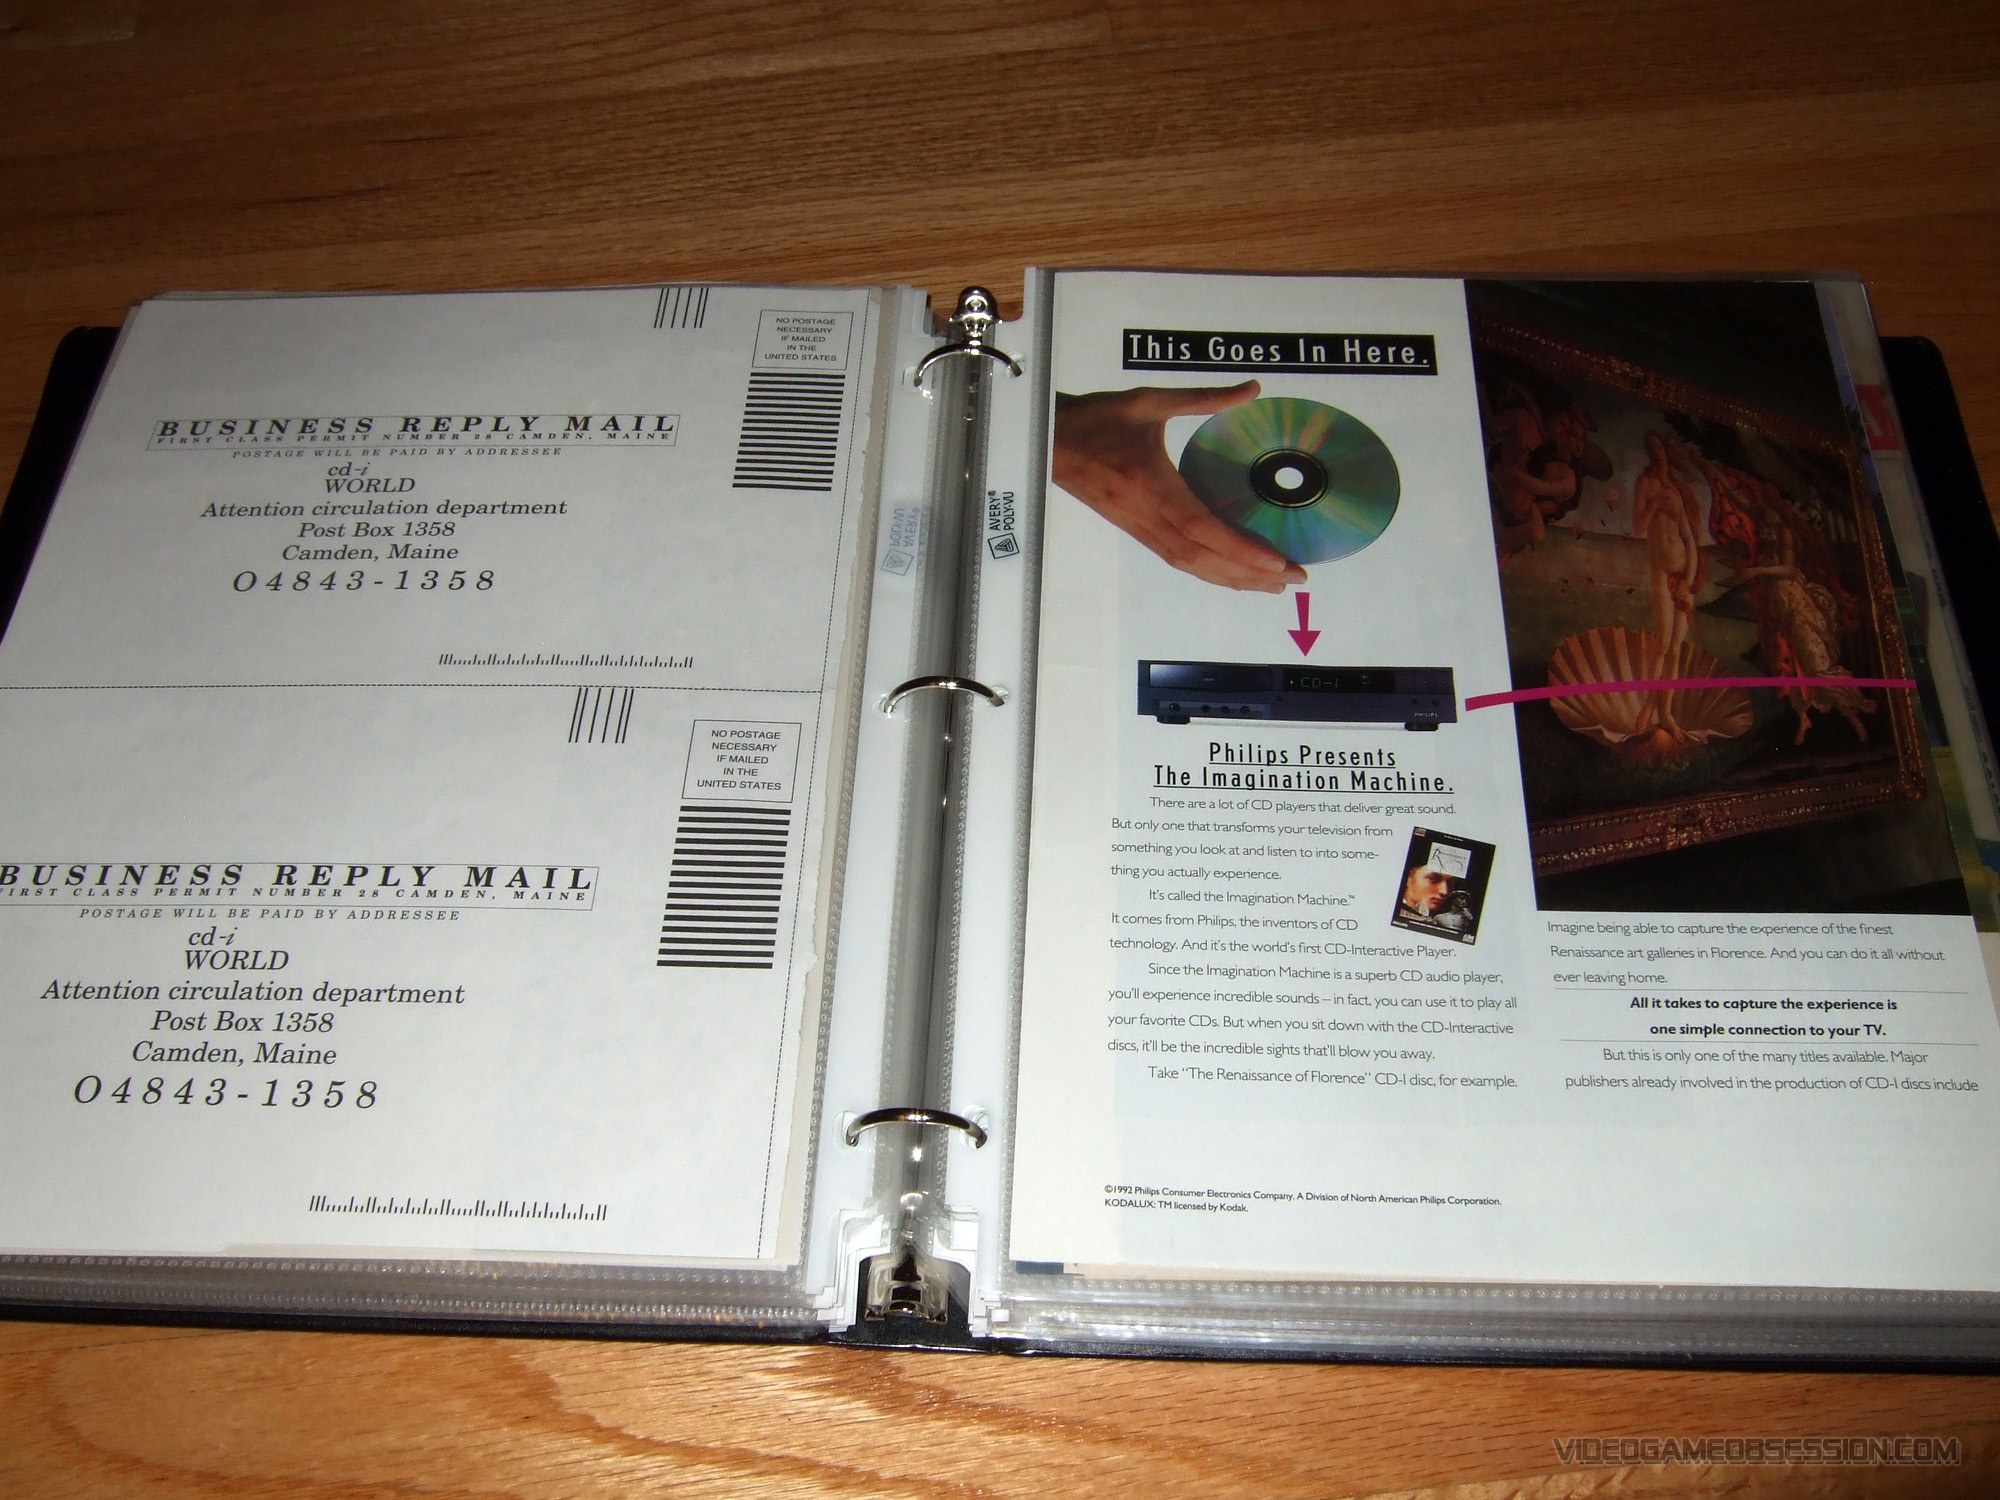 NO POSTAGE
NECESSARY
IF MAILED
IN THE
UNITED STATES
BUSINESS REPLY MAIL
FIRST CLASS PERMIT NUMBER 28 CAMDEN, MAINE
POSTAGE WILL BE PAID BY ADDRESSEE
cd-i
WORLD
Attention circulation department
Post Box 1358
Camden, Maine
04843-1358
NO POSTAGE
NECESSARY
IF MAILED
IN THE
UNITED STATES
BUSINESS REPLY MAIL
FIRST CLASS PERMIT NUMBER 28 CAMDEN, MAINE
POSTAGE WILL BE PAID BY ADDRESSEE
cd-i
WORLD
Attention circulation department
Post Box 1358
Camden, Maine
04843-1358
AVERY®
POLY-VU
AVERY®
POLY-VU
This Goes In Here.
CD-I
PHILIPS
Philips Presents
The Imagination Machine.
There are a lot of CD players that deliver great sound.
But only one that transforms your television from
something you look at and listen to into some-
thing you actually experience.
It's called the Imagination Machine.™
It comes from Philips, the inventors of CD
technology. And it's the world's first CD-Interactive Player.
Since the Imagination Machine is a superb CD audio player,
you'll experience incredible sounds – in fact, you can use it to play all
your favorite CDs. But when you sit down with the CD-Interactive
discs, it'll be the incredible sights that'll blow you away.
Take "The Renaissance of Florence" CD-I disc, for example.
Imagine being able to capture the experience of the finest
Renaissance art galleries in Florence. And you can do it all without
ever leaving home.
All it takes to capture the experience is
one simple connection to your TV.
But this is only one of the many titles available. Major
publishers already involved in the production of CD-I discs include
©1992 Philips Consumer Electronics Company. A Division of North American Philips Corporation.
KODALUX: TM licensed by Kodak.
VIDEOGAMEOBSESSION.COM